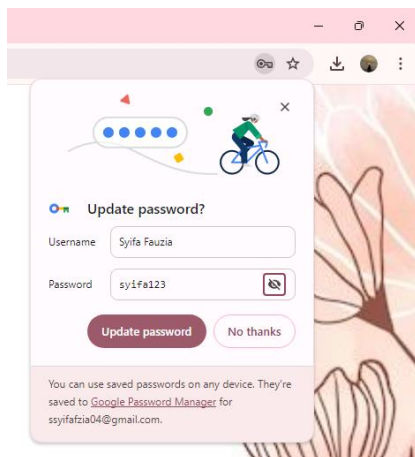 Update password?
Username Syifa Fauzia
Password syifa123
Update password No thanks
You can use saved passwords on any device. They're
saved to Google Password Manager for
ssyifafzia04@gmail.com.